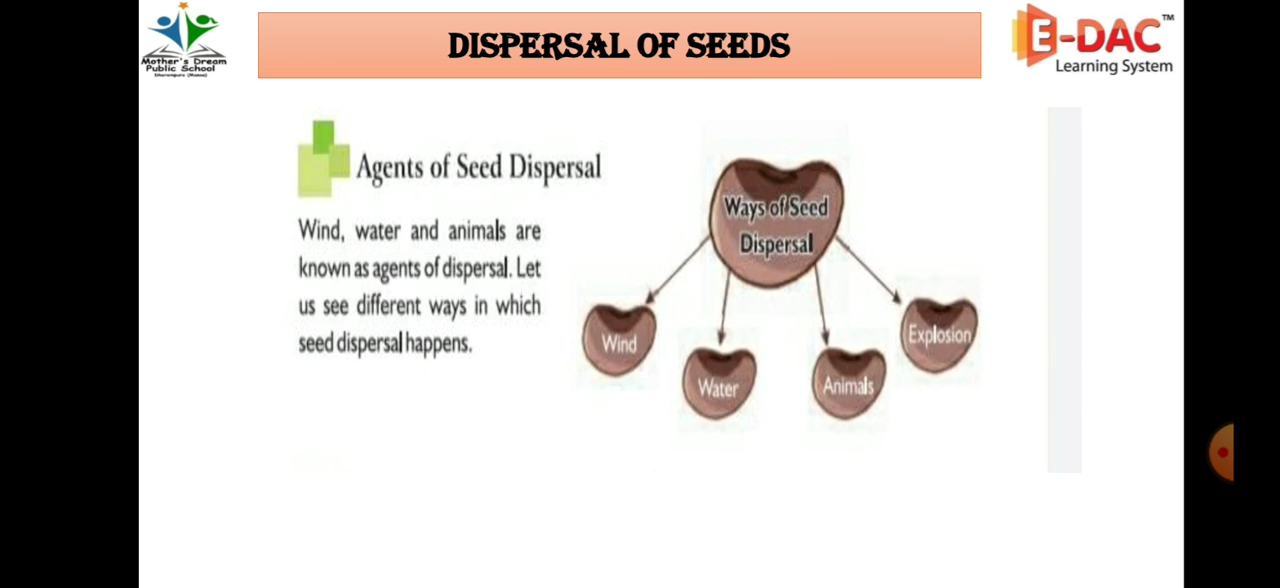 DISPERSAL OF SEEDS
Mother's Dream
Public School
E-DAC™
Learning System
Agents of Seed Dispersal
Wind, water and animals are
known as agents of dispersal. Let
us see different ways in which
seed dispersal happens.
Ways of Seed
Dispersal
Wind
Water
Animals
Explosion